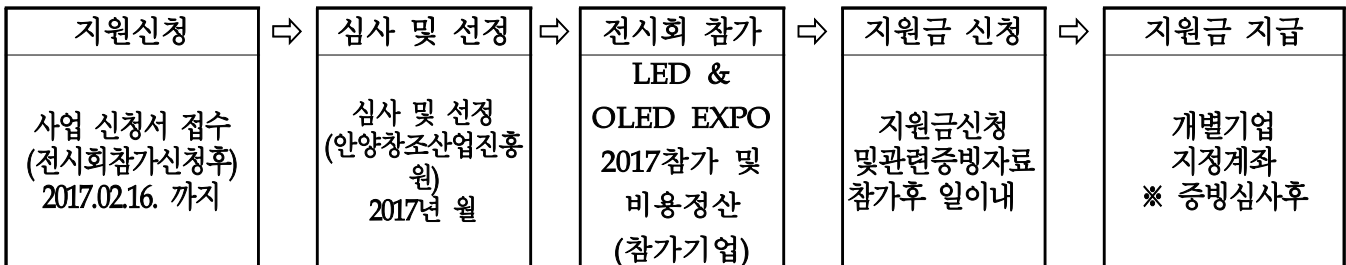 지원신청 ⇨ 심사 및 선정 ⇨ 전시회 참가 ⇨ 지원금 신청 ⇨ 지원금 지급
사업 신청서 접수
(전시회참가신청후)
2017.02.16. 까지
심사 및 선정
(안양창조산업진흥
원)
2017년 월
LED &
OLED EXPO
2017참가 및
비용정산
(참가기업)
지원금신청
및관련증빙자료
참가후 일이내
개별기업
지정계좌
※ 증빙심사후